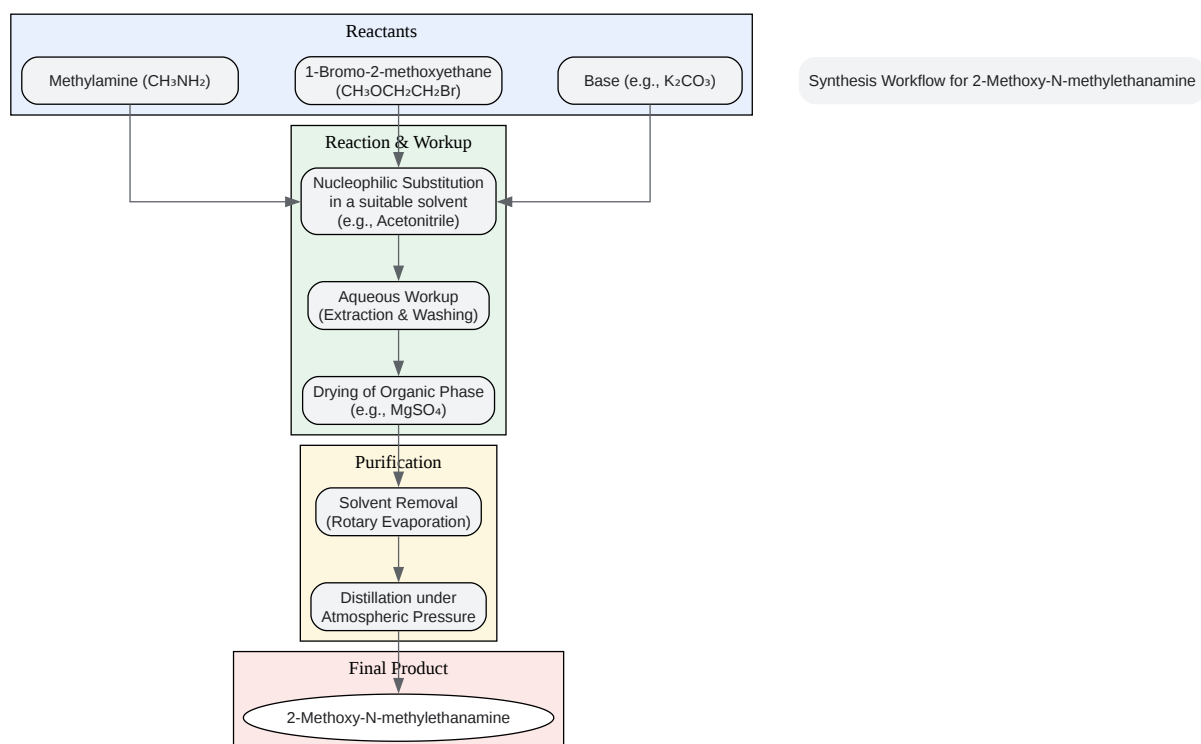 Reactants
Methylamine (CH₃NH₂)
1-Bromo-2-methoxyethane
(CH₃OCH₂CH₂Br)
Base (e.g., K₂CO₃)
Synthesis Workflow for 2-Methoxy-N-methylethanamine
Reaction & Workup
Nucleophilic Substitution
in a suitable solvent
(e.g., Acetonitrile)
Aqueous Workup
(Extraction & Washing)
Drying of Organic Phase
(e.g., MgSO₄)
Purification
Solvent Removal
(Rotary Evaporation)
Distillation under
Atmospheric Pressure
Final Product
2-Methoxy-N-methylethanamine